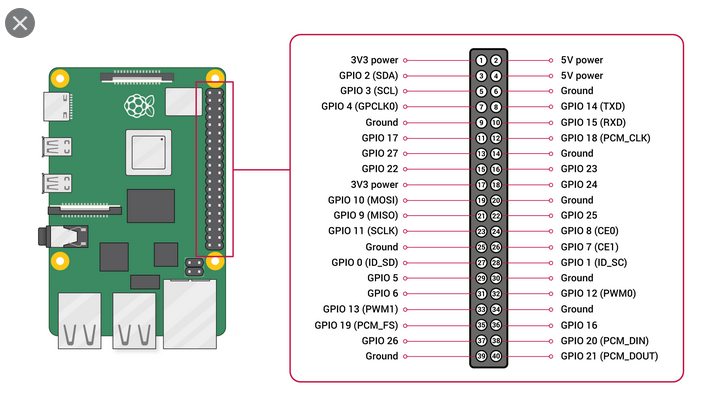 3V3 power 1 2 5V power
GPIO 2 (SDA) 3 4 5V power
GPIO 3 (SCL) 5 6 Ground
GPIO 4 (GPCLK0) 7 8 GPIO 14 (TXD)
Ground 9 10 GPIO 15 (RXD)
GPIO 17 11 12 GPIO 18 (PCM_CLK)
GPIO 27 13 14 Ground
GPIO 22 15 16 GPIO 23
3V3 power 17 18 GPIO 24
GPIO 10 (MOSI) 19 20 Ground
GPIO 9 (MISO) 21 22 GPIO 25
GPIO 11 (SCLK) 23 24 GPIO 8 (CE0)
Ground 25 26 GPIO 7 (CE1)
GPIO 0 (ID_SD) 27 28 GPIO 1 (ID_SC)
GPIO 5 29 30 Ground
GPIO 6 31 32 GPIO 12 (PWM0)
GPIO 13 (PWM1) 33 34 Ground
GPIO 19 (PCM_FS) 35 36 GPIO 16
GPIO 26 37 38 GPIO 20 (PCM_DIN)
Ground 39 40 GPIO 21 (PCM_DOUT)